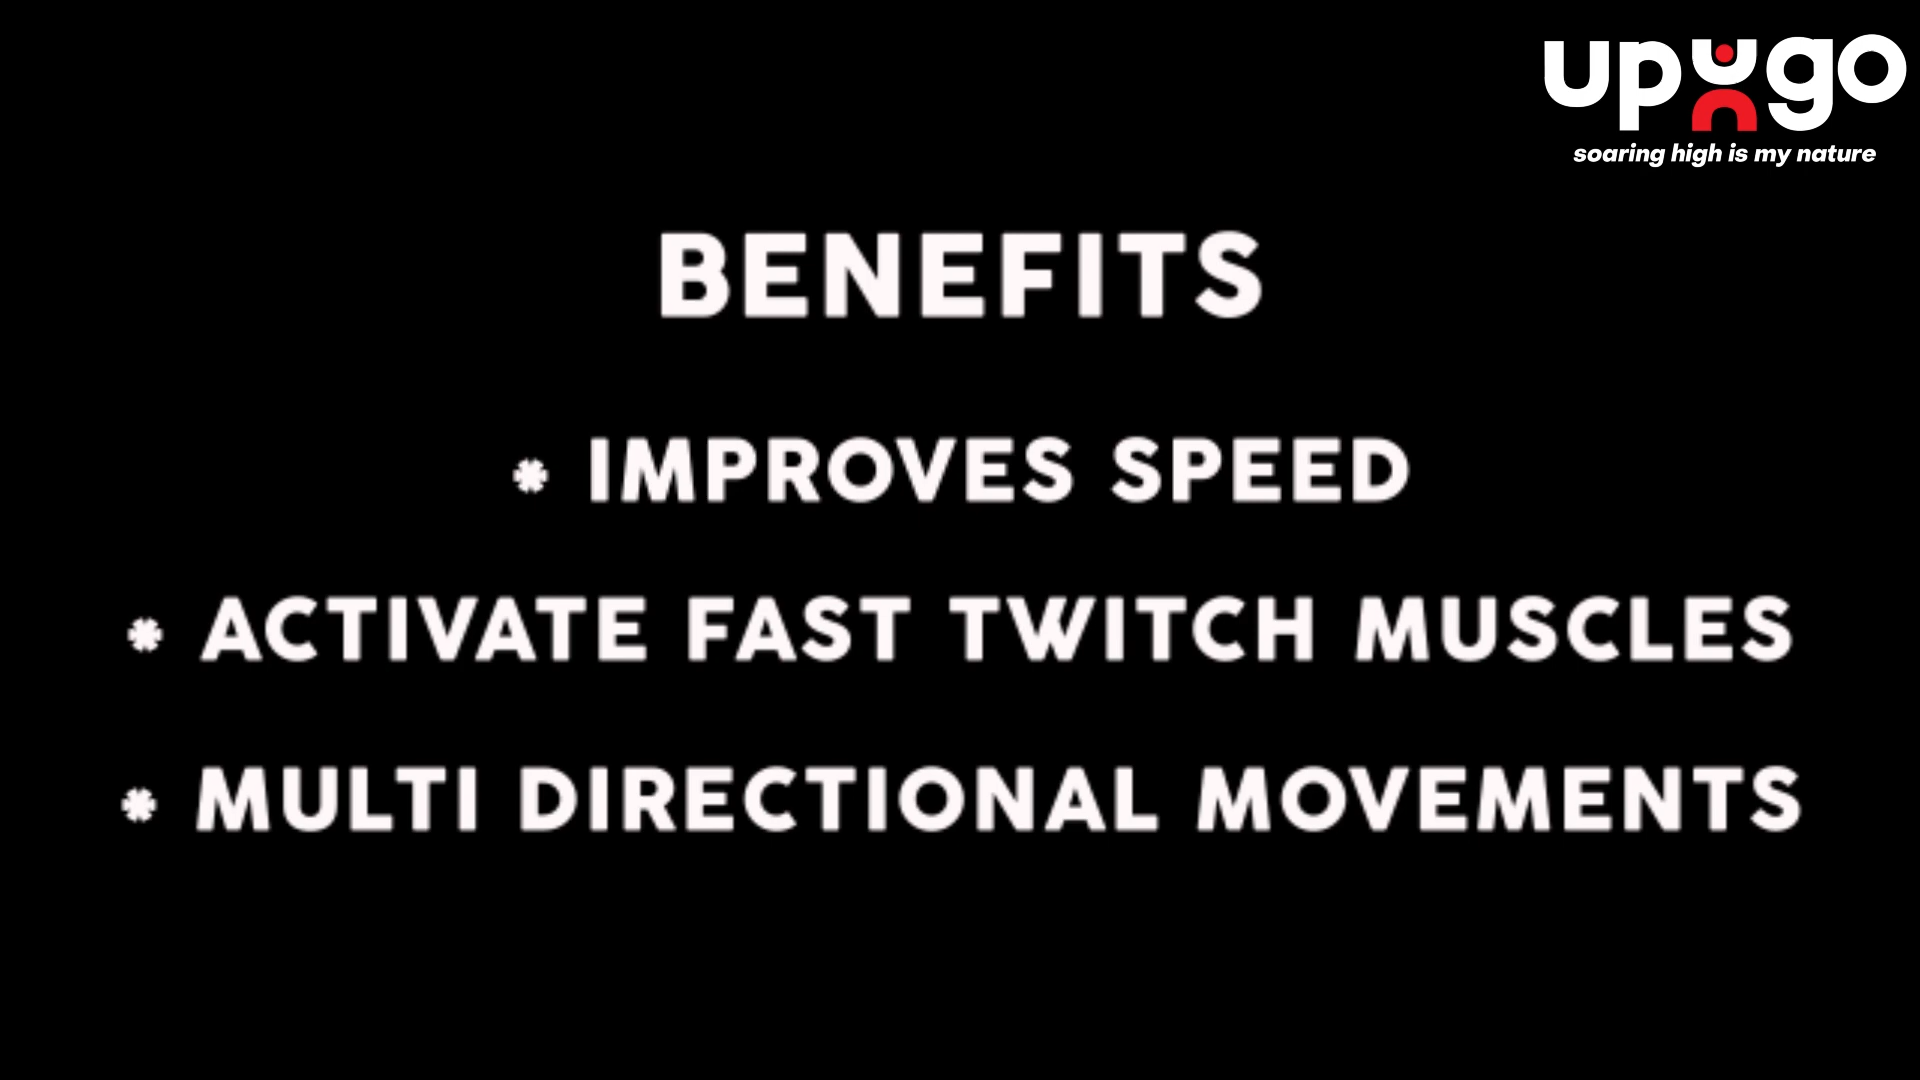 upugo
soaring high is my nature
BENEFITS
* IMPROVES SPEED
* ACTIVATE FAST TWITCH MUSCLES
* MULTI DIRECTIONAL MOVEMENTS